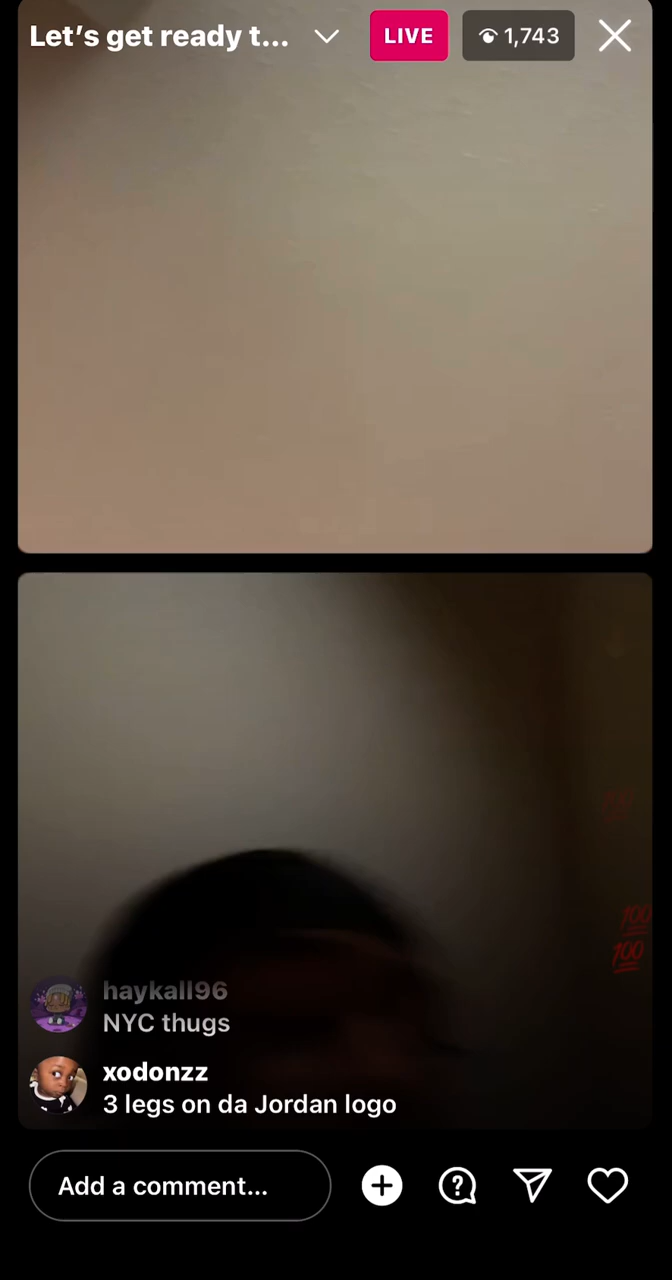 Let’s get ready t...
LIVE
1,743
haykall96
NYC thugs
xodonzz
3 legs on da Jordan logo
Add a comment...